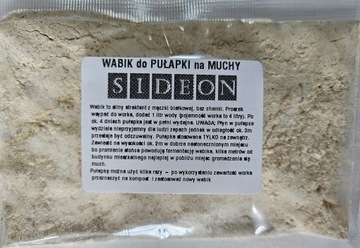 WABIK do PUŁAPKI na MUCHY
SIDEON
Wabik to silny atraktant z mączki białkowej, bez chemii. Proszek
wsypać do worka, dodać 1 litr wody (pojemność worka to 4 litry). Po
ok. 4 dniach pułapka jest w pełni wydajna. UWAGA! Płyn w pułapce
wydziela nieprzyjemny dla ludzi zapach jednak w odległość ok. 3m
przestaje być odczuwalny. Pułapka stosowana TYLKO na zewnątrz.
Zawiesić na wysokości ok. 2m w dobrze nasłonecznionym miejscu
bo promienie słońca powodują fermentację wabika, kilka metrów od
budynku mieszkalnego najlepiej w pobliżu miejsc gromadzenia się
much.
Pułapkę można użyć kilka razy – po wykorzystaniu zawartość worka
przeznaczyć na kompost i zastosować nowy wabik